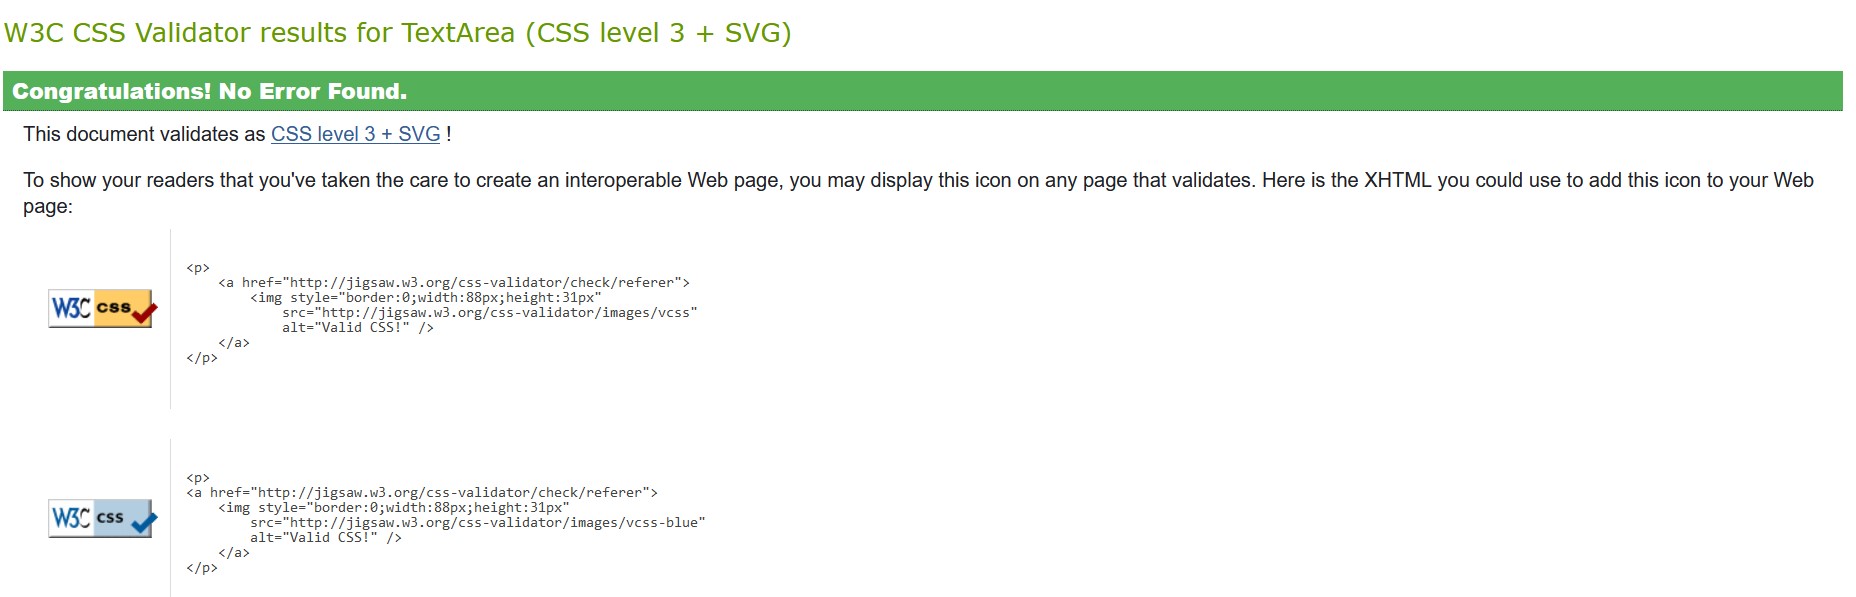 W3C CSS Validator results for TextArea (CSS level 3 + SVG)
Congratulations! No Error Found.
This document validates as CSS level 3 + SVG !
To show your readers that you've taken the care to create an interoperable Web page, you may display this icon on any page that validates. Here is the XHTML you could use to add this icon to your Web
page:
W3C css
<p>
    <a href="http://jigsaw.w3.org/css-validator/check/referer">
        <img style="border:0;width:88px;height:31px"
            src="http://jigsaw.w3.org/css-validator/images/vcss"
            alt="Valid CSS!" />
    </a>
</p>
W3C css
<p>
<a href="http://jigsaw.w3.org/css-validator/check/referer">
    <img style="border:0;width:88px;height:31px"
        src="http://jigsaw.w3.org/css-validator/images/vcss-blue"
        alt="Valid CSS!" />
    </a>
</p>